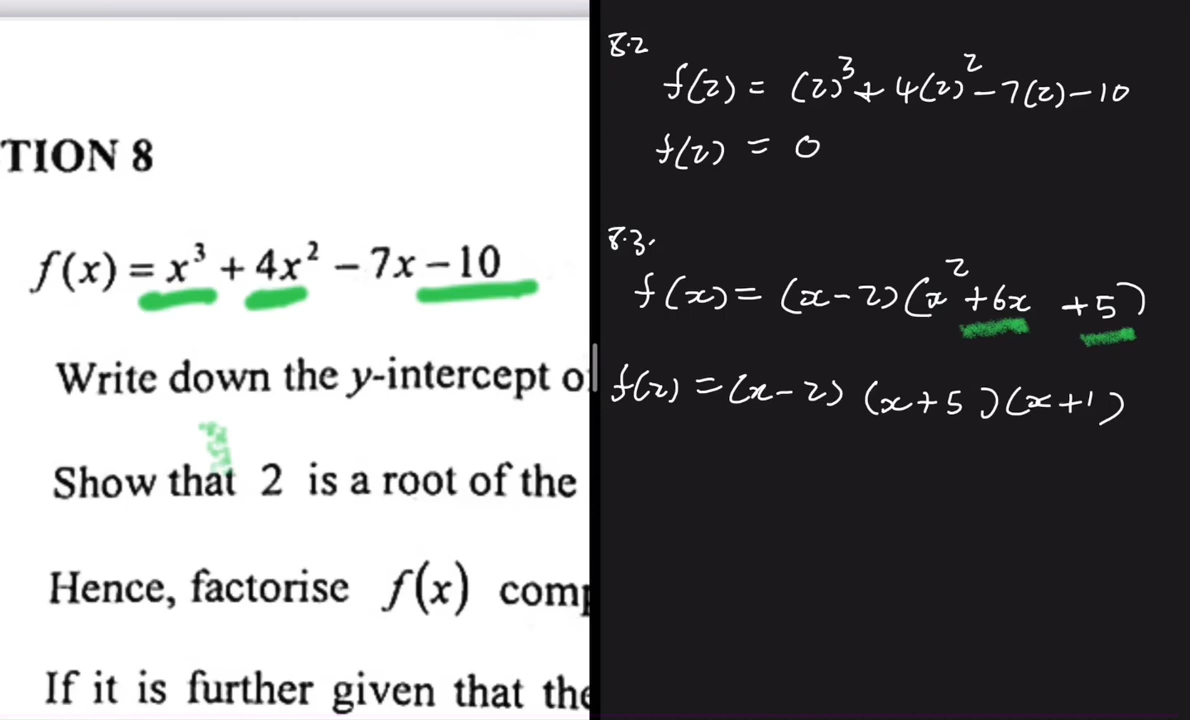 TION 8
f(x) = x³ + 4x² − 7x − 10
Write down the y-intercept
Show that 2 is a root of the
Hence, factorise f(x)
If it is further given that the
8.2
f(2) = (2)³ + 4(2)² − 7(2) − 10
f(2) = 0
8.3.
f(x) = (x − 2)(x² + 6x + 5)
f(2) = (x − 2) (x + 5)(x + 1)